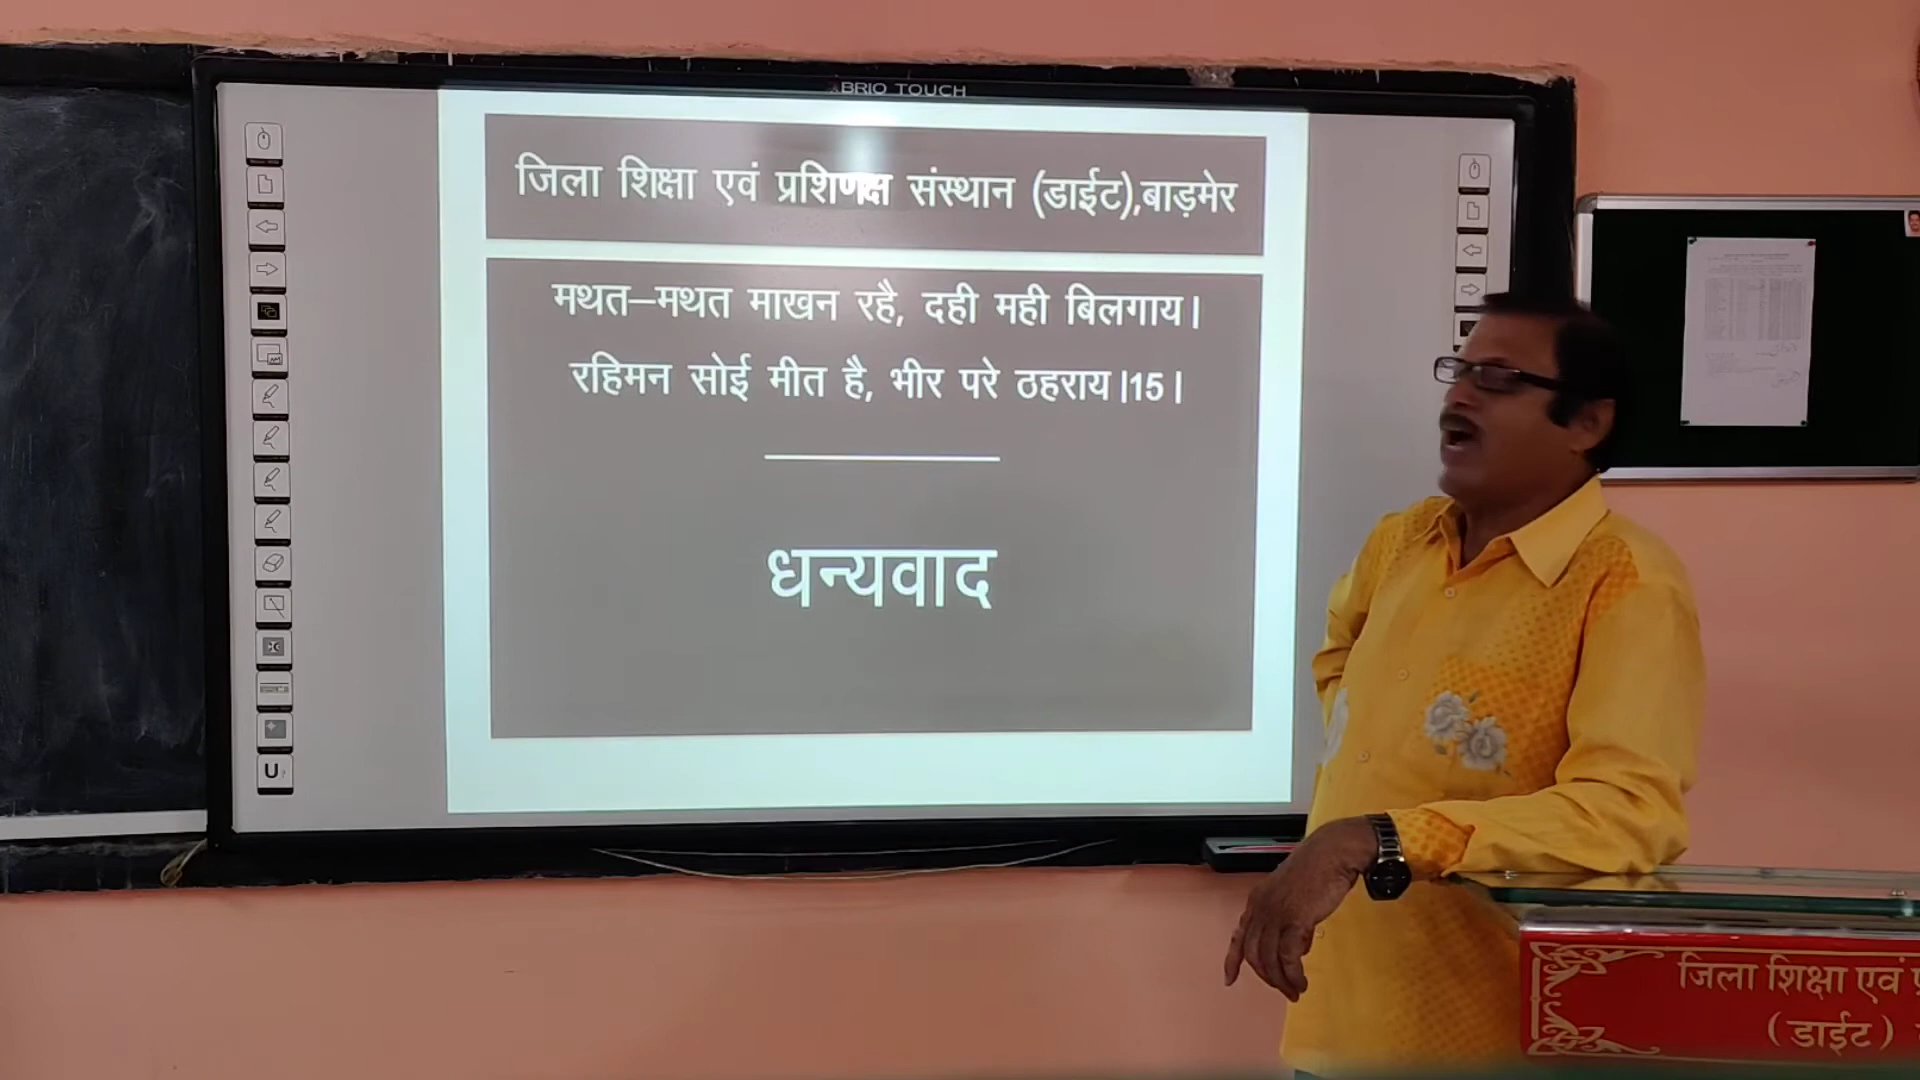 BRIO TOUCH
जिला शिक्षा एवं प्रशिणक्ष संस्थान (डाईट),बाड़मेर
मथत–मथत माखन रहै, दही मही बिलगाय।
रहिमन सोई मीत है, भीर परे ठहराय।15।
धन्यवाद
U
जिला शिक्षा एवं
(डाईट)